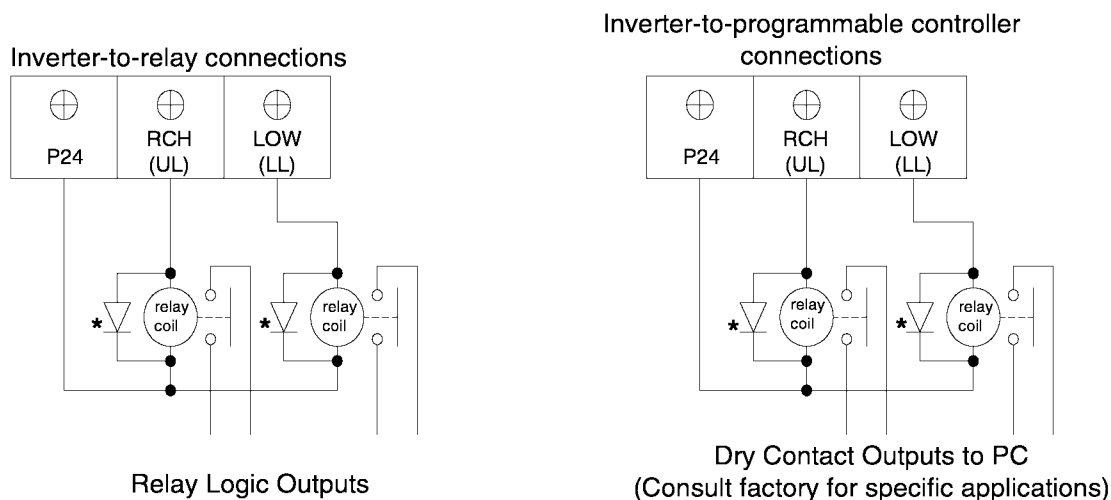 Inverter-to-relay connections
P24
RCH
(UL)
LOW
(LL)
*
relay
coil
*
relay
coil
Relay Logic Outputs
Inverter-to-programmable controller
connections
P24
RCH
(UL)
LOW
(LL)
*
relay
coil
*
relay
coil
Dry Contact Outputs to PC
(Consult factory for specific applications)